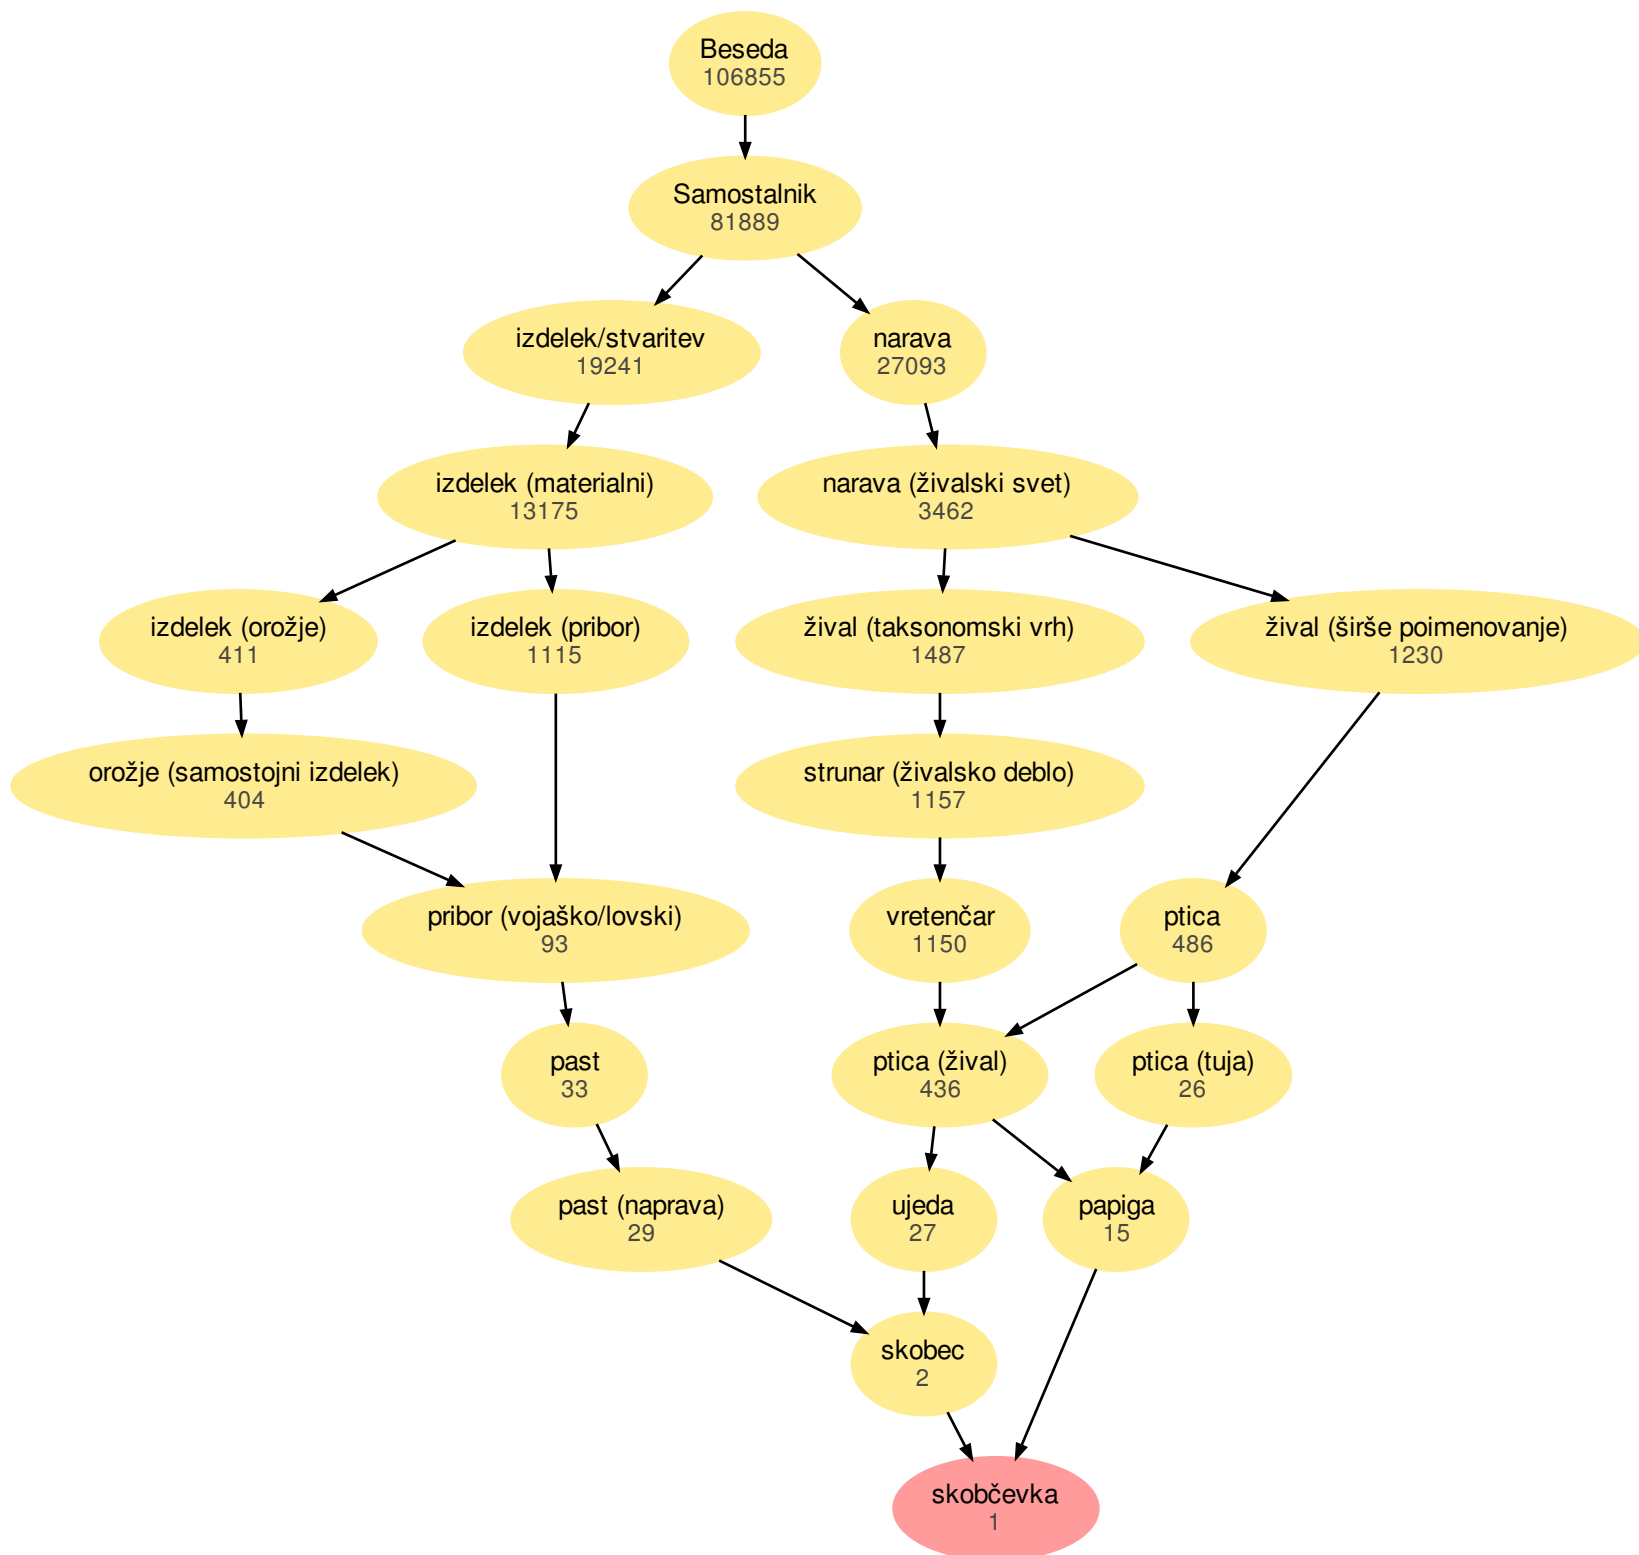 Beseda
106855
Samostalnik
81889
izdelek/stvaritev
19241
narava
27093
izdelek (materialni)
13175
narava (živalski svet)
3462
izdelek (orožje)
411
izdelek (pribor)
1115
žival (taksonomski vrh)
1487
žival (širše poimenovanje)
1230
orožje (samostojni izdelek)
404
strunar (živalsko deblo)
1157
pribor (vojaško/lovski)
93
vretenčar
1150
ptica
486
past
33
ptica (žival)
436
ptica (tuja)
26
past (naprava)
29
ujeda
27
papiga
15
skobec
2
skobčevka
1